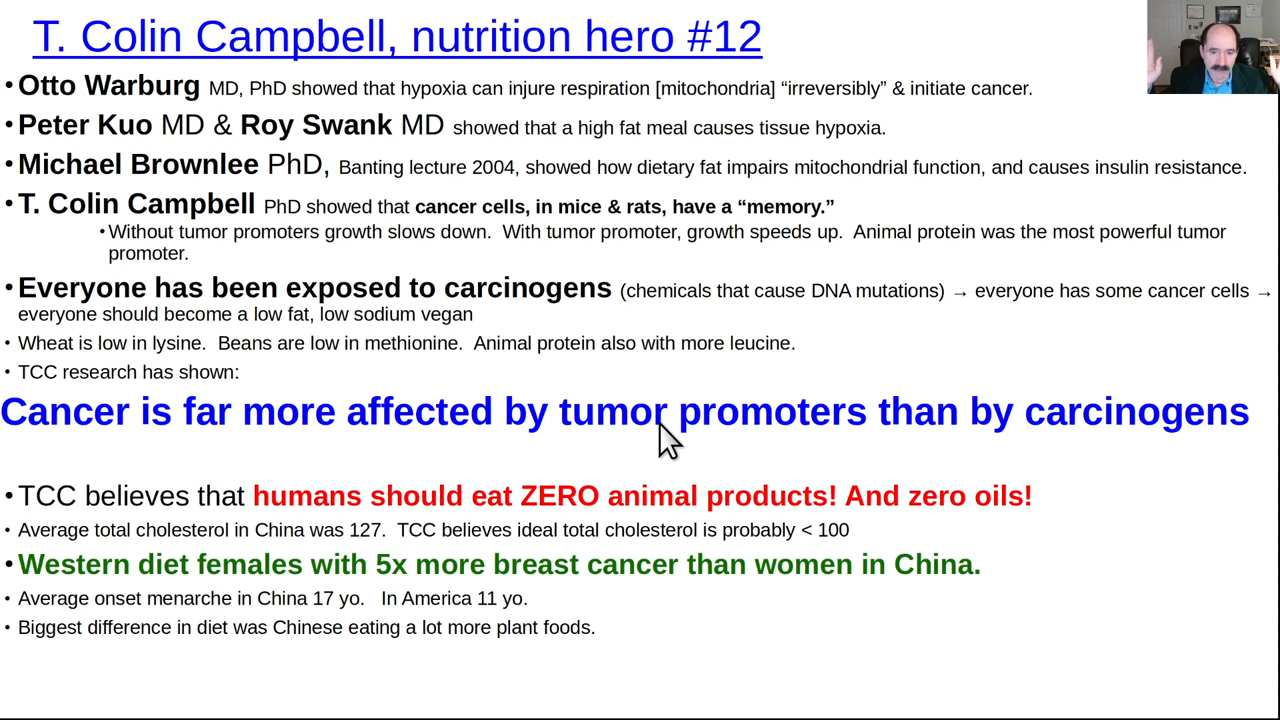 T. Colin Campbell, nutrition hero #12
•Otto Warburg MD, PhD showed that hypoxia can injure respiration [mitochondria] “irreversibly” & initiate cancer.
•Peter Kuo MD & Roy Swank MD showed that a high fat meal causes tissue hypoxia.
•Michael Brownlee PhD, Banting lecture 2004, showed how dietary fat impairs mitochondrial function, and causes insulin resistance.
•T. Colin Campbell PhD showed that cancer cells, in mice & rats, have a “memory.”
•Without tumor promoters growth slows down.  With tumor promoter, growth speeds up.  Animal protein was the most powerful tumor
promoter.
•Everyone has been exposed to carcinogens (chemicals that cause DNA mutations) → everyone has some cancer cells →
everyone should become a low fat, low sodium vegan
• Wheat is low in lysine.  Beans are low in methionine.  Animal protein also with more leucine.
• TCC research has shown:
Cancer is far more affected by tumor promoters than by carcinogens
•TCC believes that humans should eat ZERO animal products! And zero oils!
• Average total cholesterol in China was 127.  TCC believes ideal total cholesterol is probably < 100
•Western diet females with 5x more breast cancer than women in China.
• Average onset menarche in China 17 yo.   In America 11 yo.
• Biggest difference in diet was Chinese eating a lot more plant foods.